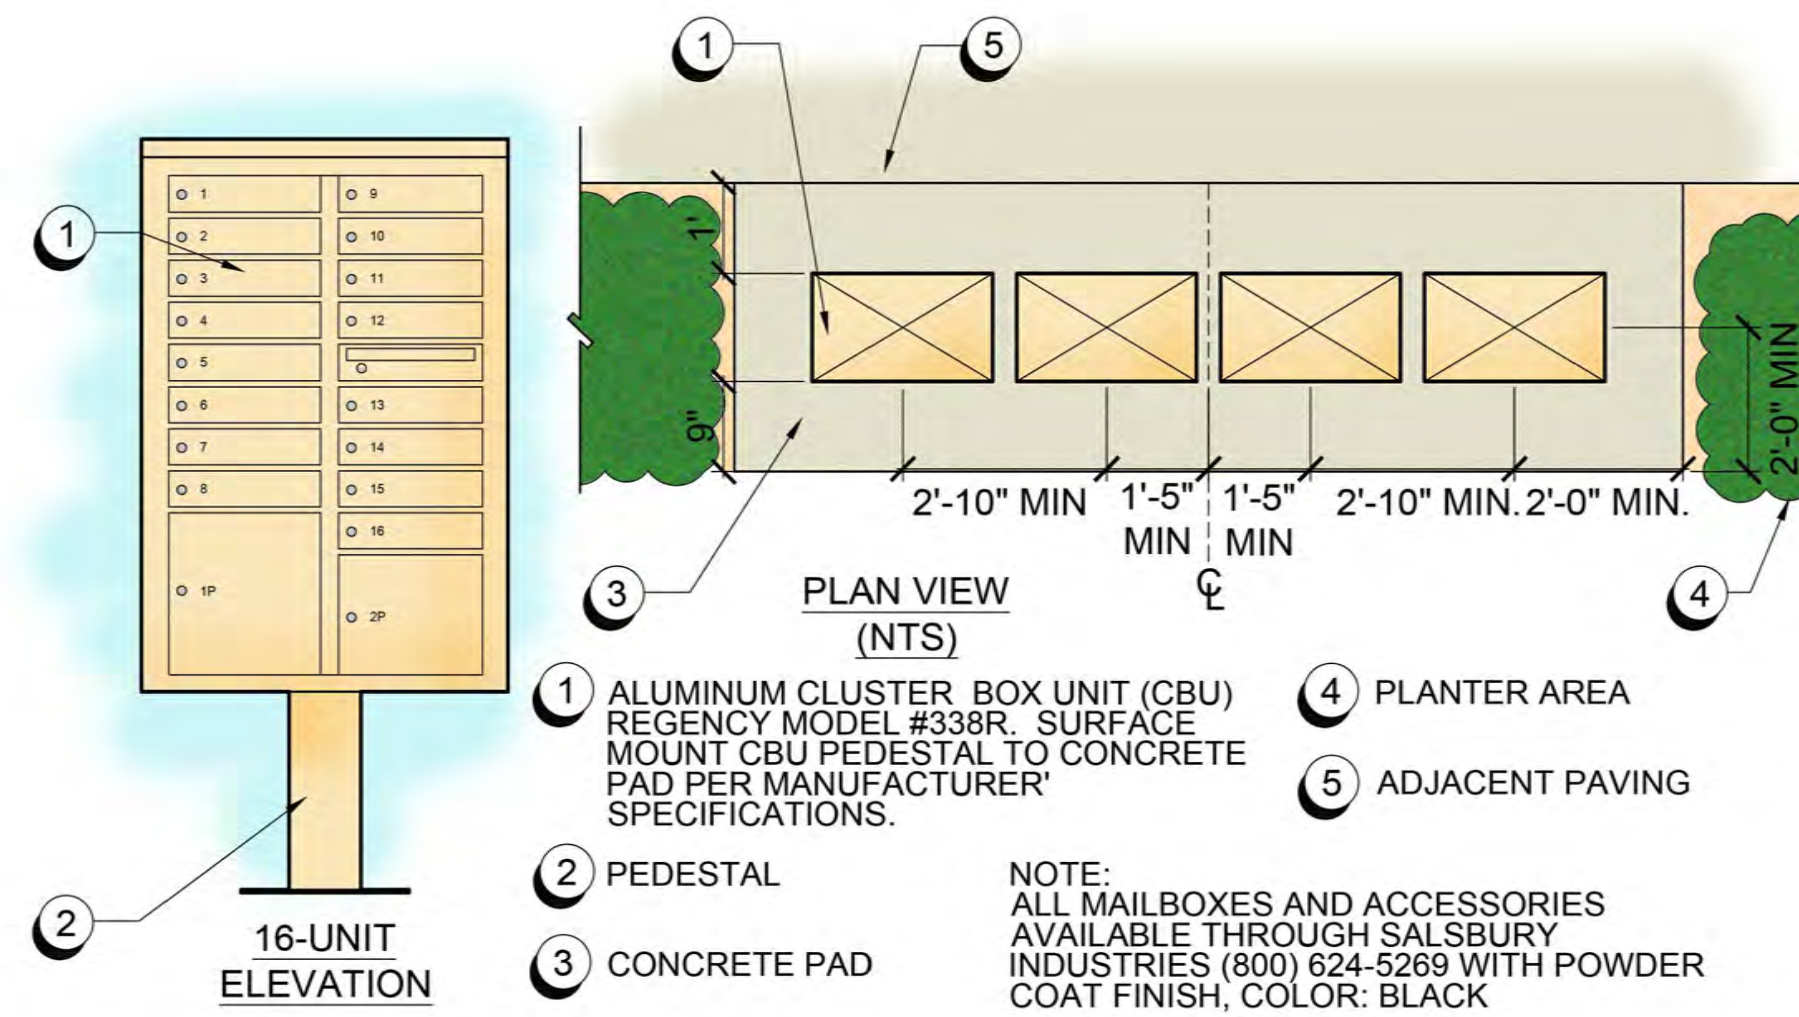 1
5
1
1
2
3
4
5
6
7
8
1P
9
10
11
12
13
14
15
16
2P
2
16-UNIT
ELEVATION
1'
9"
2'-10" MIN
1'-5"
MIN
1'-5"
MIN
2'-10" MIN.
2'-0" MIN.
2'-0" MIN
℄
3
4
PLAN VIEW
(NTS)
1 ALUMINUM CLUSTER BOX UNIT (CBU)
REGENCY MODEL #338R. SURFACE
MOUNT CBU PEDESTAL TO CONCRETE
PAD PER MANUFACTURER'
SPECIFICATIONS.
2 PEDESTAL
3 CONCRETE PAD
4 PLANTER AREA
5 ADJACENT PAVING
NOTE:
ALL MAILBOXES AND ACCESSORIES
AVAILABLE THROUGH SALSBURY
INDUSTRIES (800) 624-5269 WITH POWDER
COAT FINISH, COLOR: BLACK